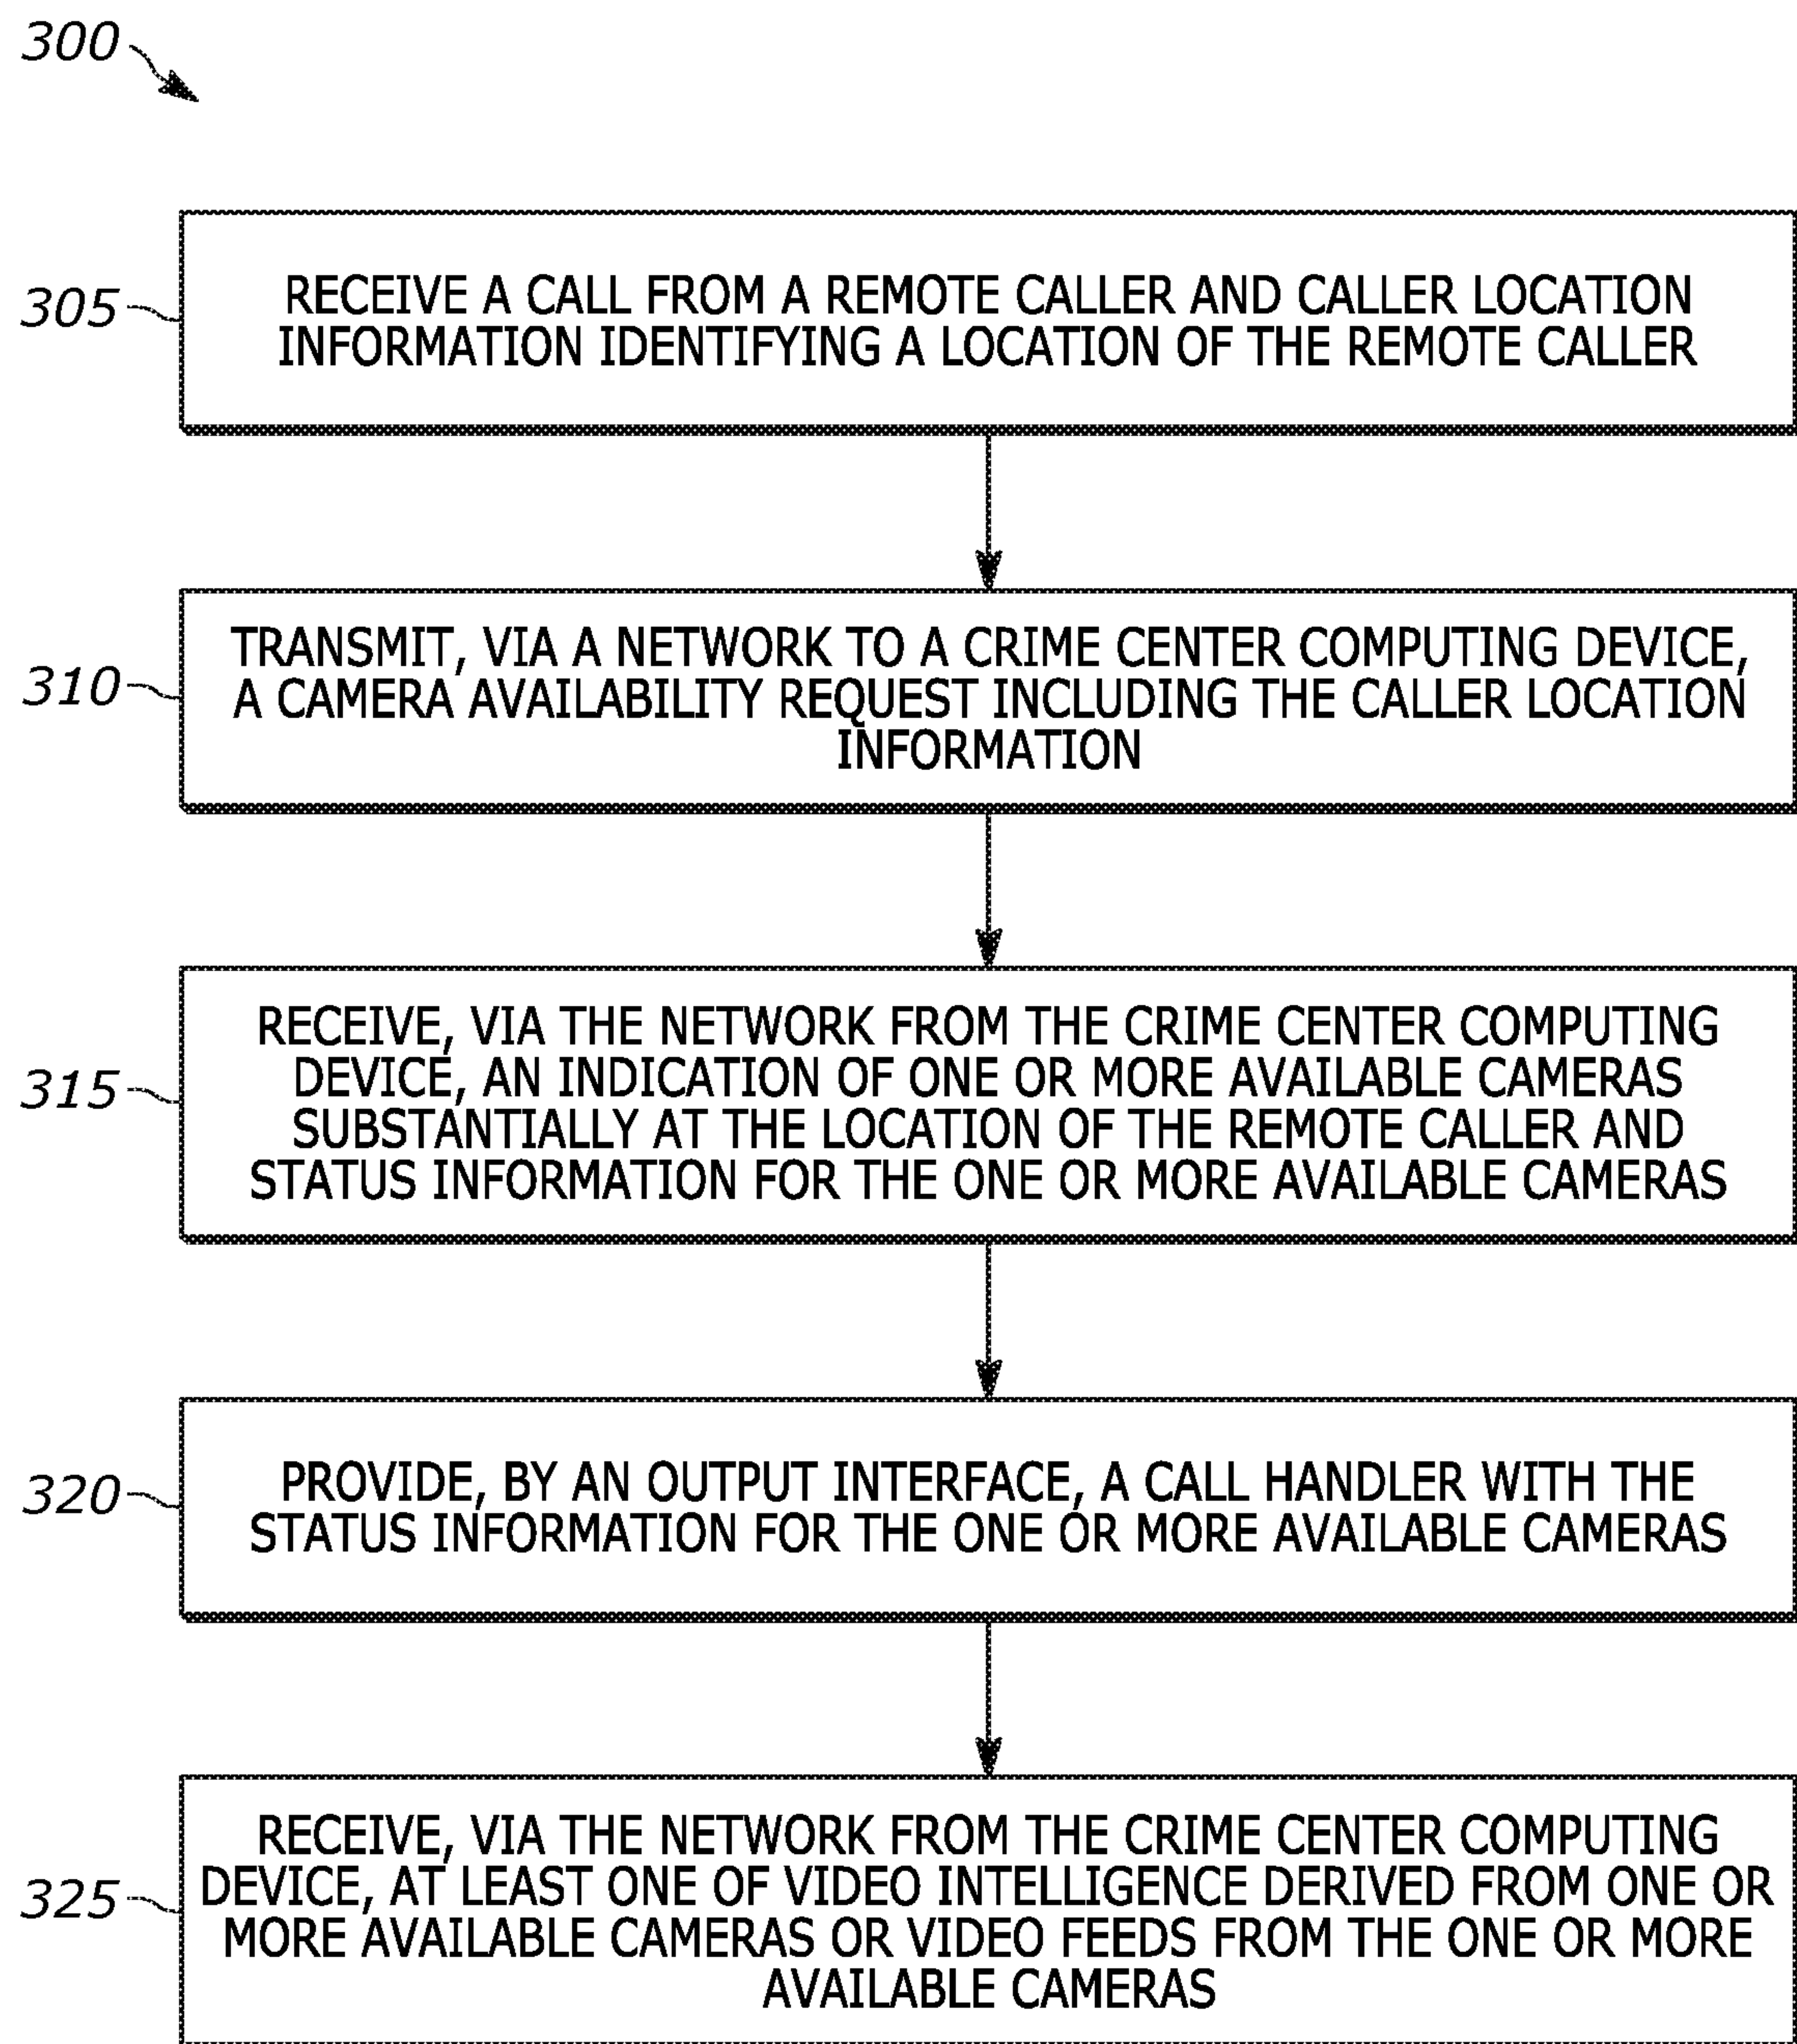 300
305
RECEIVE A CALL FROM A REMOTE CALLER AND CALLER LOCATION
INFORMATION IDENTIFYING A LOCATION OF THE REMOTE CALLER
310
TRANSMIT, VIA A NETWORK TO A CRIME CENTER COMPUTING DEVICE,
A CAMERA AVAILABILITY REQUEST INCLUDING THE CALLER LOCATION
INFORMATION
315
RECEIVE, VIA THE NETWORK FROM THE CRIME CENTER COMPUTING
DEVICE, AN INDICATION OF ONE OR MORE AVAILABLE CAMERAS
SUBSTANTIALLY AT THE LOCATION OF THE REMOTE CALLER AND
STATUS INFORMATION FOR THE ONE OR MORE AVAILABLE CAMERAS
320
PROVIDE, BY AN OUTPUT INTERFACE, A CALL HANDLER WITH THE
STATUS INFORMATION FOR THE ONE OR MORE AVAILABLE CAMERAS
325
RECEIVE, VIA THE NETWORK FROM THE CRIME CENTER COMPUTING
DEVICE, AT LEAST ONE OF VIDEO INTELLIGENCE DERIVED FROM ONE OR
MORE AVAILABLE CAMERAS OR VIDEO FEEDS FROM THE ONE OR MORE
AVAILABLE CAMERAS